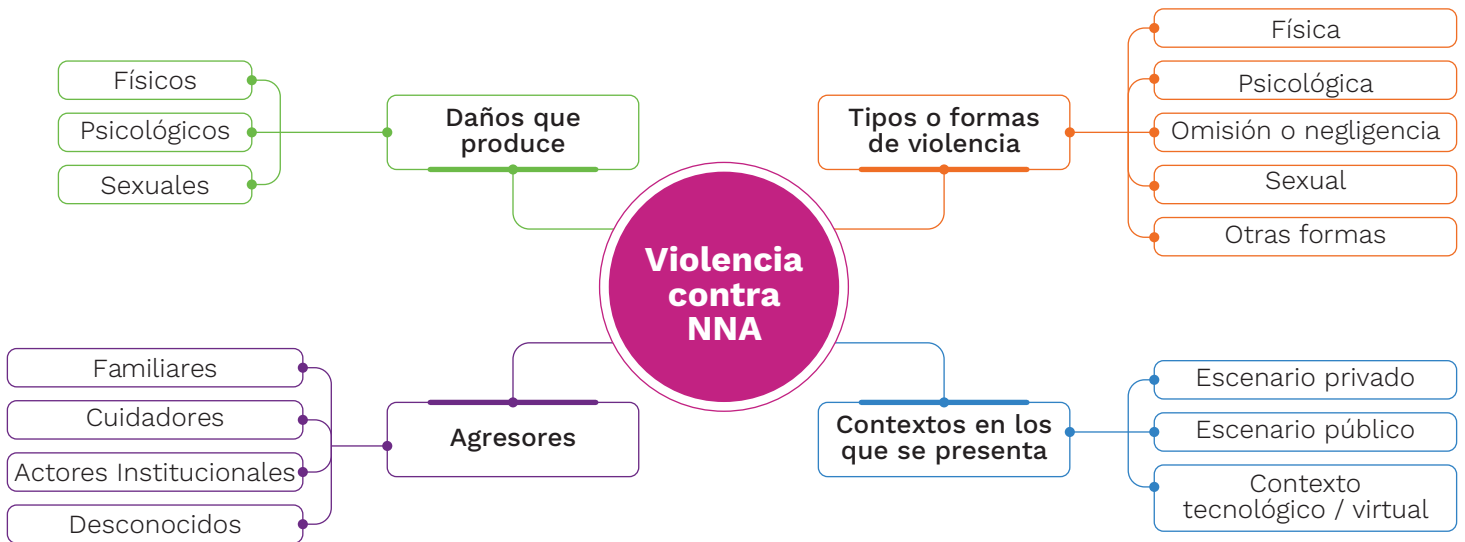 Violencia
contra
NNA
Daños que
produce
Físicos
Psicológicos
Sexuales
Tipos o formas
de violencia
Física
Psicológica
Omisión o negligencia
Sexual
Otras formas
Agresores
Familiares
Cuidadores
Actores Institucionales
Desconocidos
Contextos en los
que se presenta
Escenario privado
Escenario público
Contexto
tecnológico / virtual